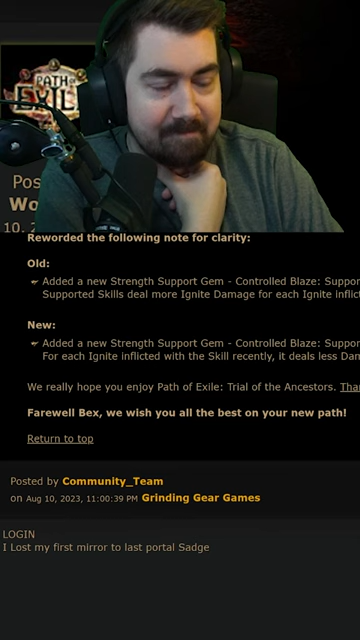 PATH OF
EXILE
Pos
Wo
10, 2
Reworded the following note for clarity:
Old:
Added a new Strength Support Gem - Controlled Blaze: Suppor
Supported Skills deal more Ignite Damage for each Ignite inflic
New:
Added a new Strength Support Gem - Controlled Blaze: Suppor
For each Ignite inflicted with the Skill recently, it deals less Dam
We really hope you enjoy Path of Exile: Trial of the Ancestors. Than
Farewell Bex, we wish you all the best on your new path!
Return to top
Posted by Community_Team
on Aug 10, 2023, 11:00:39 PM Grinding Gear Games
LOGIN
I Lost my first mirror to last portal Sadge